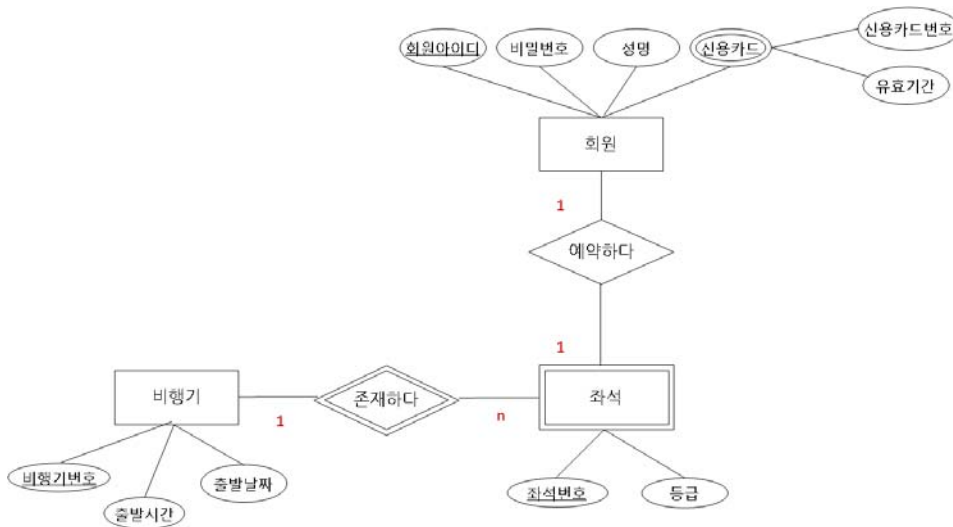 회원아이디
비밀번호
성명
신용카드
신용카드번호
유효기간
회원
1
예약하다
1
비행기
존재하다
좌석
1
n
비행기번호
출발시간
출발날짜
좌석번호
등급